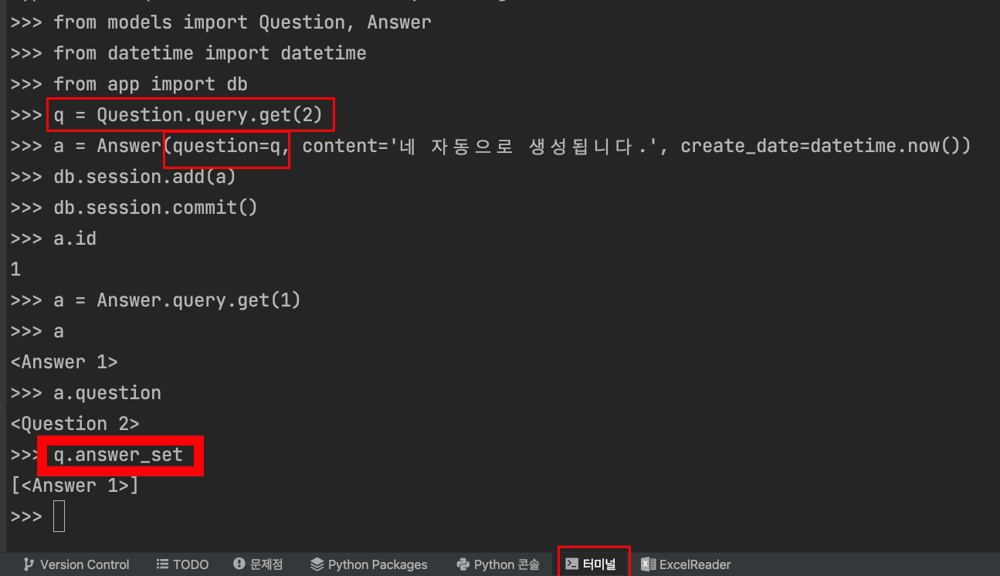 >>> from models import Question, Answer
>>> from datetime import datetime
>>> from app import db
>>> q = Question.query.get(2)
>>> a = Answer(question=q, content='네 자동으로 생성됩니다.', create_date=datetime.now())
>>> db.session.add(a)
>>> db.session.commit()
>>> a.id
1
>>> a = Answer.query.get(1)
>>> a
<Answer 1>
>>> a.question
<Question 2>
>>> q.answer_set
[<Answer 1>]
>>>
Version Control TODO 문제점 Python Packages Python 콘솔 터미널 ExcelReader